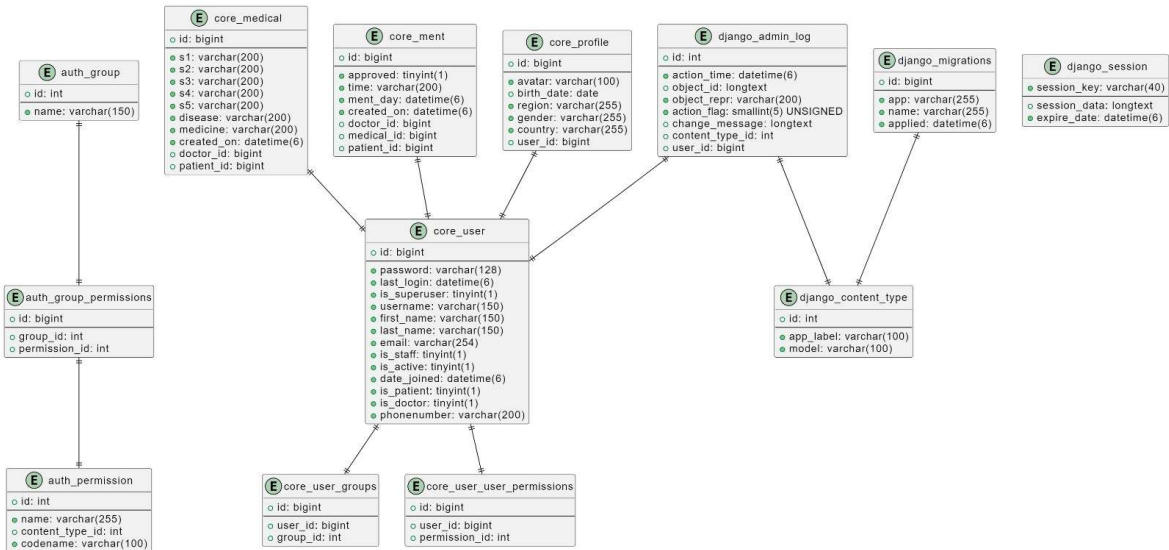 E core_medical
id: bigint
s1: varchar(200)
s2: varchar(200)
s3: varchar(200)
s4: varchar(200)
s5: varchar(200)
disease: varchar(200)
medicine: varchar(200)
created_on: datetime(6)
doctor_id: bigint
patient_id: bigint
E core_ment
id: bigint
approved: tinyint(1)
time: varchar(200)
ment_day: datetime(6)
created_on: datetime(6)
doctor_id: bigint
medical_id: bigint
patient_id: bigint
E core_profile
id: bigint
avatar: varchar(100)
birth_date: date
region: varchar(255)
gender: varchar(255)
country: varchar(255)
user_id: bigint
E django_admin_log
id: int
action_time: datetime(6)
object_id: longtext
object_repr: varchar(200)
action_flag: smallint(5) UNSIGNED
change_message: longtext
content_type_id: int
user_id: bigint
E django_migrations
id: bigint
app: varchar(255)
name: varchar(255)
applied: datetime(6)
E django_session
session_key: varchar(40)
session_data: longtext
expire_date: datetime(6)
E auth_group
id: int
name: varchar(150)
E core_user
id: bigint
password: varchar(128)
last_login: datetime(6)
is_superuser: tinyint(1)
username: varchar(150)
first_name: varchar(150)
last_name: varchar(150)
email: varchar(254)
is_staff: tinyint(1)
is_active: tinyint(1)
date_joined: datetime(6)
is_patient: tinyint(1)
is_doctor: tinyint(1)
phonenumber: varchar(200)
E auth_group_permissions
id: bigint
group_id: int
permission_id: int
E django_content_type
id: int
app_label: varchar(100)
model: varchar(100)
E auth_permission
id: int
name: varchar(255)
content_type_id: int
codename: varchar(100)
E core_user_groups
id: bigint
user_id: bigint
group_id: int
E core_user_user_permissions
id: bigint
user_id: bigint
permission_id: int